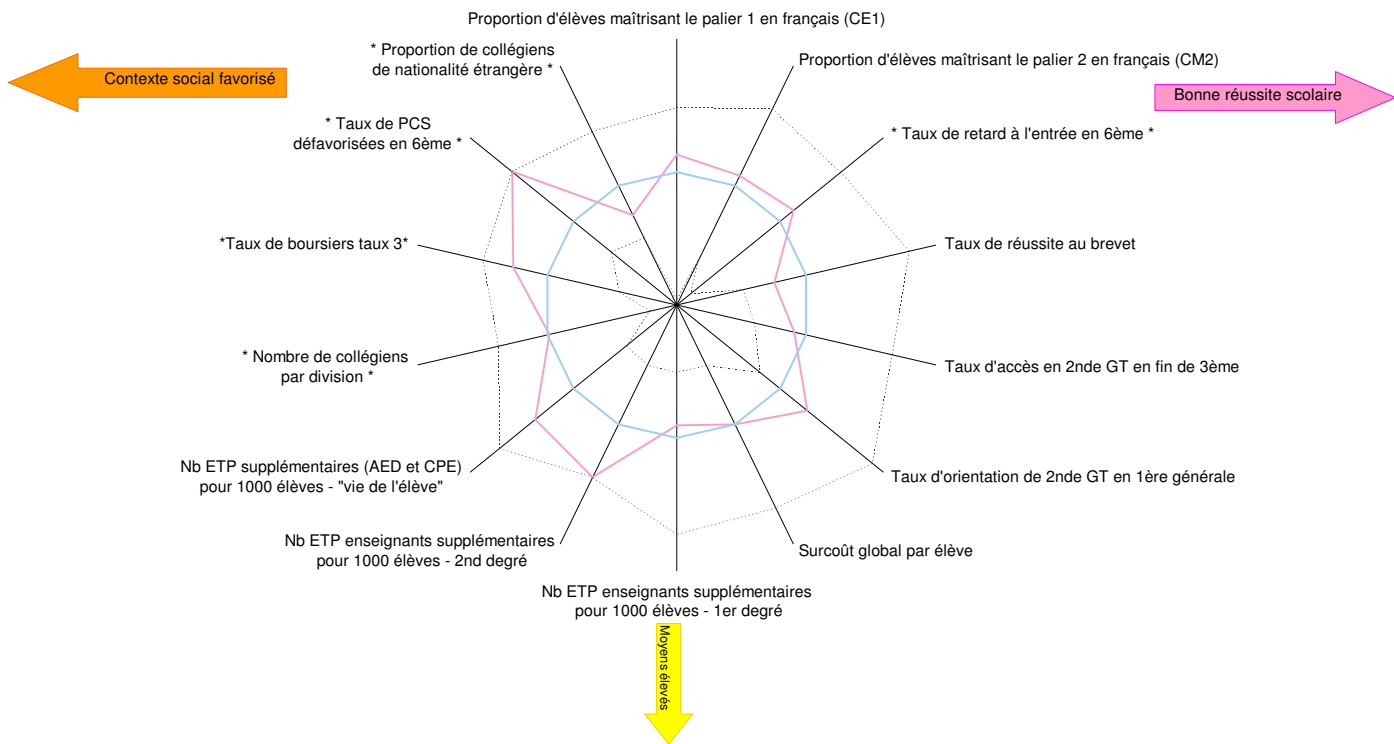 Proportion d'élèves maîtrisant le palier 1 en français (CE1)
* Proportion de collégiens
de nationalité étrangère *
Proportion d'élèves maîtrisant le palier 2 en français (CM2)
Contexte social favorisé
Bonne réussite scolaire
* Taux de PCS
défavorisées en 6ème *
* Taux de retard à l'entrée en 6ème *
*Taux de boursiers taux 3*
Taux de réussite au brevet
* Nombre de collégiens
par division *
Taux d'accès en 2nde GT en fin de 3ème
Nb ETP supplémentaires (AED et CPE)
pour 1000 élèves - "vie de l'élève"
Taux d'orientation de 2nde GT en 1ère générale
Nb ETP enseignants supplémentaires
pour 1000 élèves - 2nd degré
Surcoût global par élève
Nb ETP enseignants supplémentaires
pour 1000 élèves - 1er degré
Moyens élevés